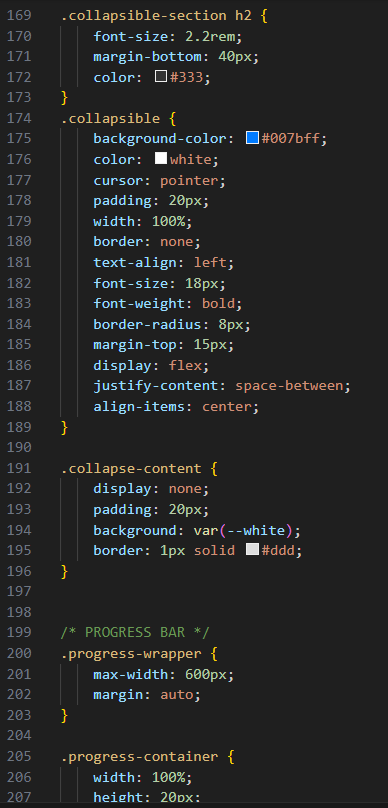 169 .collapsible-section h2 {
170 font-size: 2.2rem;
171 margin-bottom: 40px;
172 color: #333;
173 }
174 .collapsible {
175 background-color: #007bff;
176 color: white;
177 cursor: pointer;
178 padding: 20px;
179 width: 100%;
180 border: none;
181 text-align: left;
182 font-size: 18px;
183 font-weight: bold;
184 border-radius: 8px;
185 margin-top: 15px;
186 display: flex;
187 justify-content: space-between;
188 align-items: center;
189 }
190
191 .collapse-content {
192 display: none;
193 padding: 20px;
194 background: var(--white);
195 border: 1px solid #ddd;
196 }
197
198
199 /* PROGRESS BAR */
200 .progress-wrapper {
201 max-width: 600px;
202 margin: auto;
203 }
204
205 .progress-container {
206 width: 100%;
207 height: 20px;